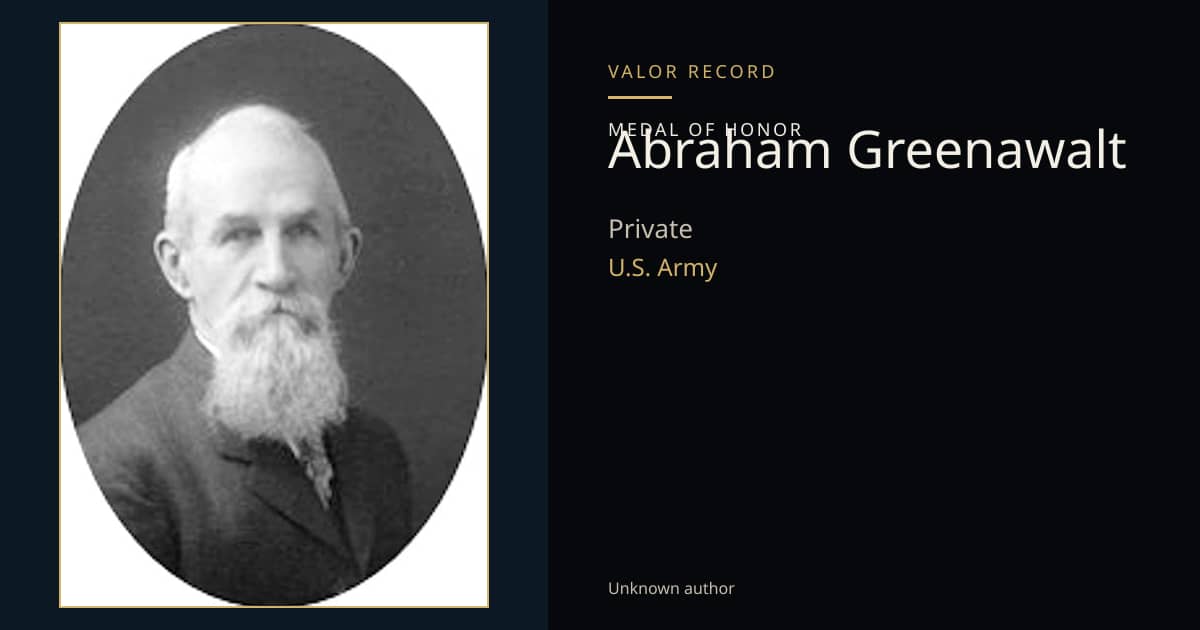 VALOR RECORD
MEDAL OF HONOR
Abraham Greenawalt
Private
U.S. Army
Unknown author